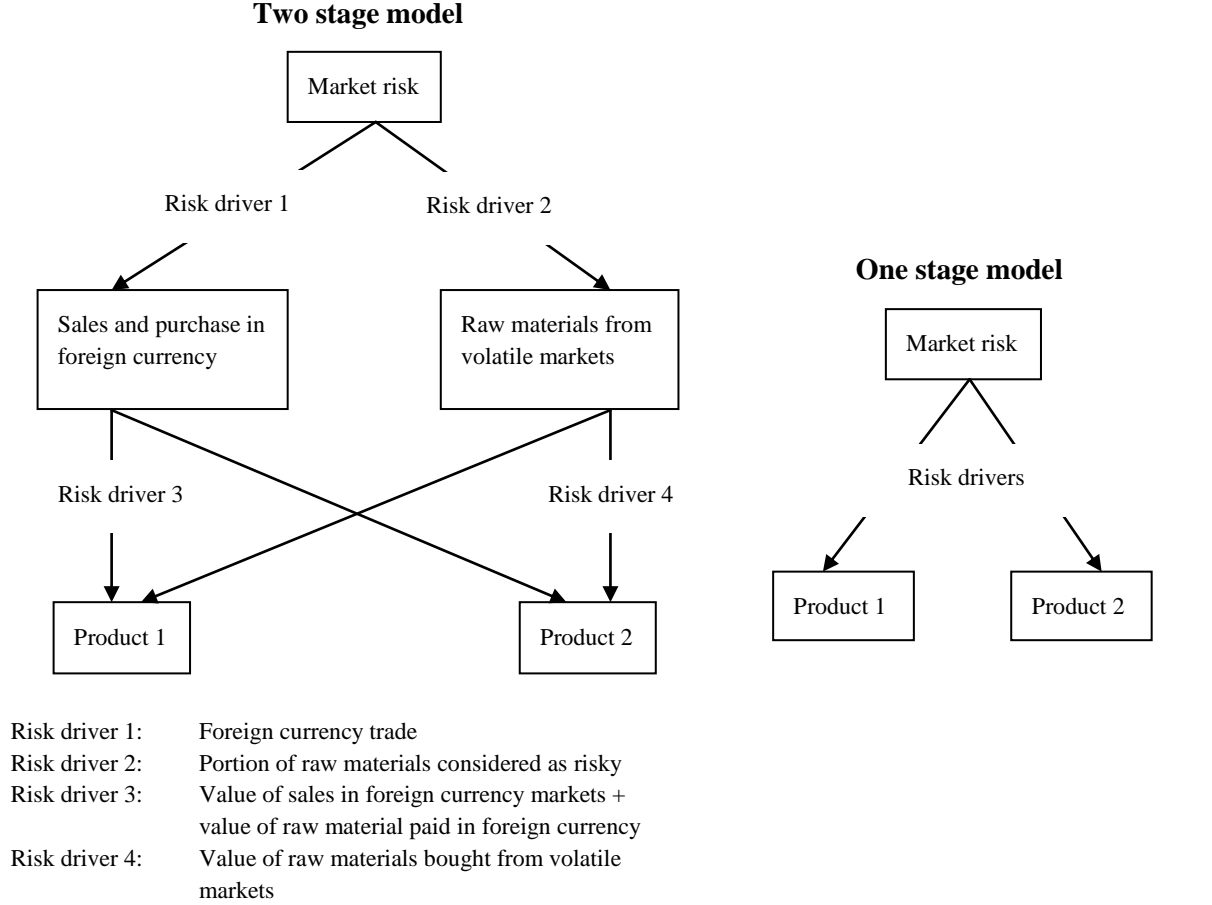 Two stage model
Market risk
Risk driver 1
Risk driver 2
Sales and purchase in
foreign currency
Raw materials from
volatile markets
Risk driver 3
Risk driver 4
Product 1
Product 2
One stage model
Market risk
Risk drivers
Product 1
Product 2
Risk driver 1: Foreign currency trade
Risk driver 2: Portion of raw materials considered as risky
Risk driver 3: Value of sales in foreign currency markets +
value of raw material paid in foreign currency
Risk driver 4: Value of raw materials bought from volatile
markets